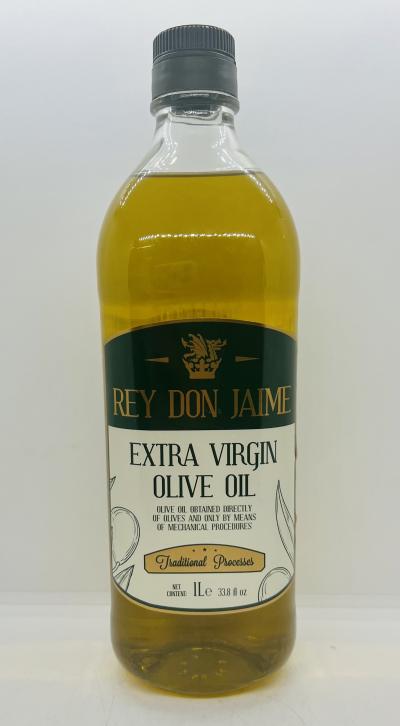 REY DON JAIME
EXTRA VIRGIN
OLIVE OIL
OLIVE OIL OBTAINED DIRECTLY
OF OLIVES AND ONLY BY MEANS
OF MECHANICAL PROCEDURES
Traditional Processes
NET
CONTENT: 1L℮ 33.8 fl oz